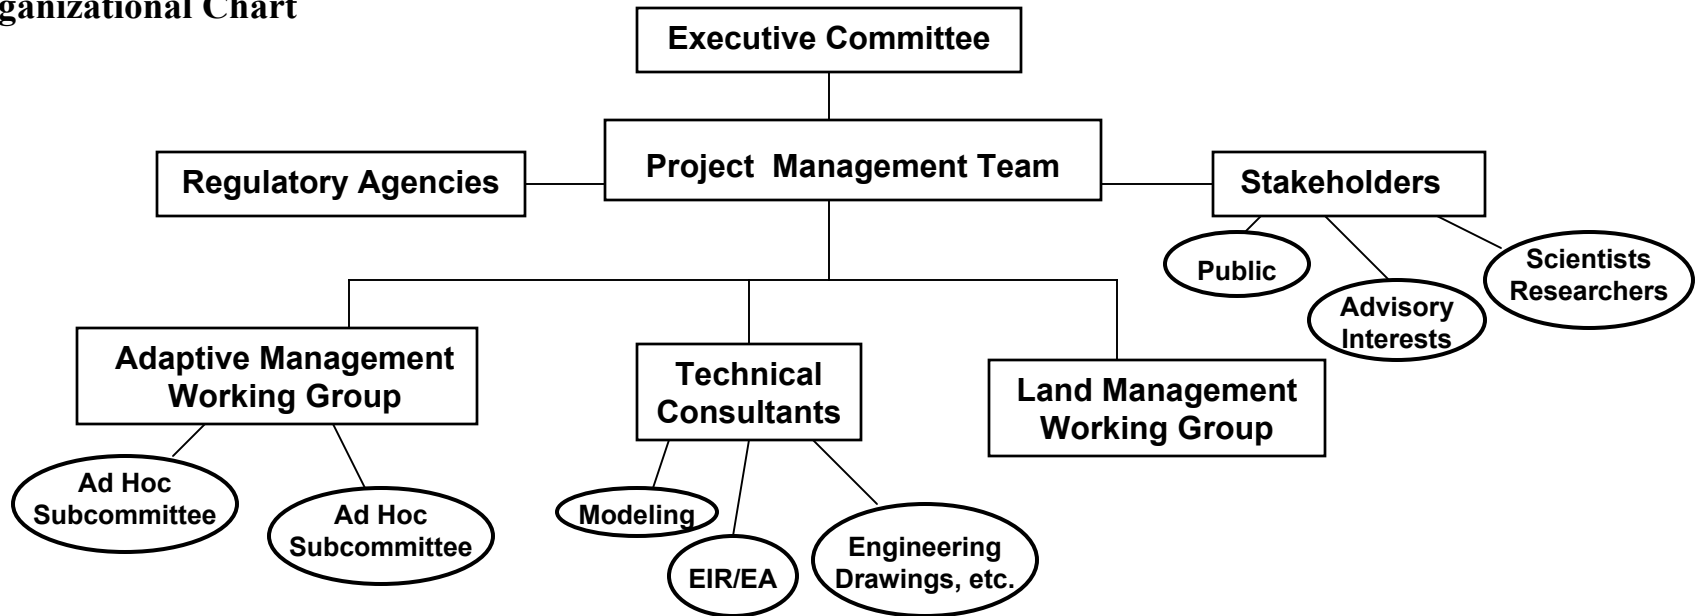 ganizational Chart
Executive Committee
Project Management Team
Regulatory Agencies
Stakeholders
Public
Advisory
Interests
Scientists
Researchers
Adaptive Management
Working Group
Technical
Consultants
Land Management
Working Group
Ad Hoc
Subcommittee
Ad Hoc
Subcommittee
Modeling
EIR/EA
Engineering
Drawings, etc.